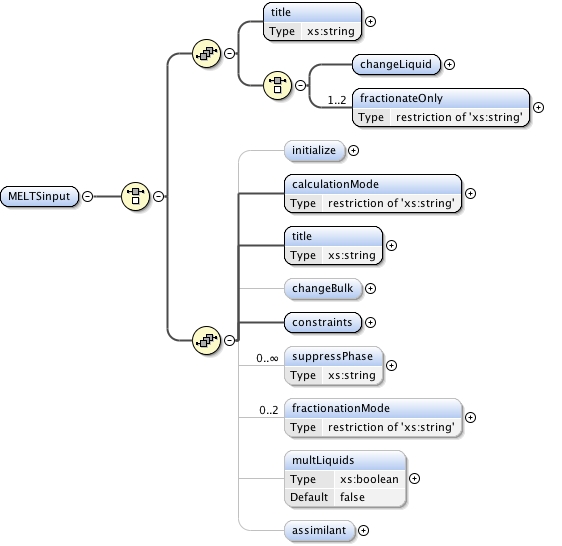 title
Type xs:string
changeLiquid
1..2
fractionateOnly
Type restriction of 'xs:string'
MELTSinput
initialize
calculationMode
Type restriction of 'xs:string'
title
Type xs:string
changeBulk
constraints
0..∞
suppressPhase
Type xs:string
0..2
fractionationMode
Type restriction of 'xs:string'
multLiquids
Type xs:boolean
Default false
assimilant